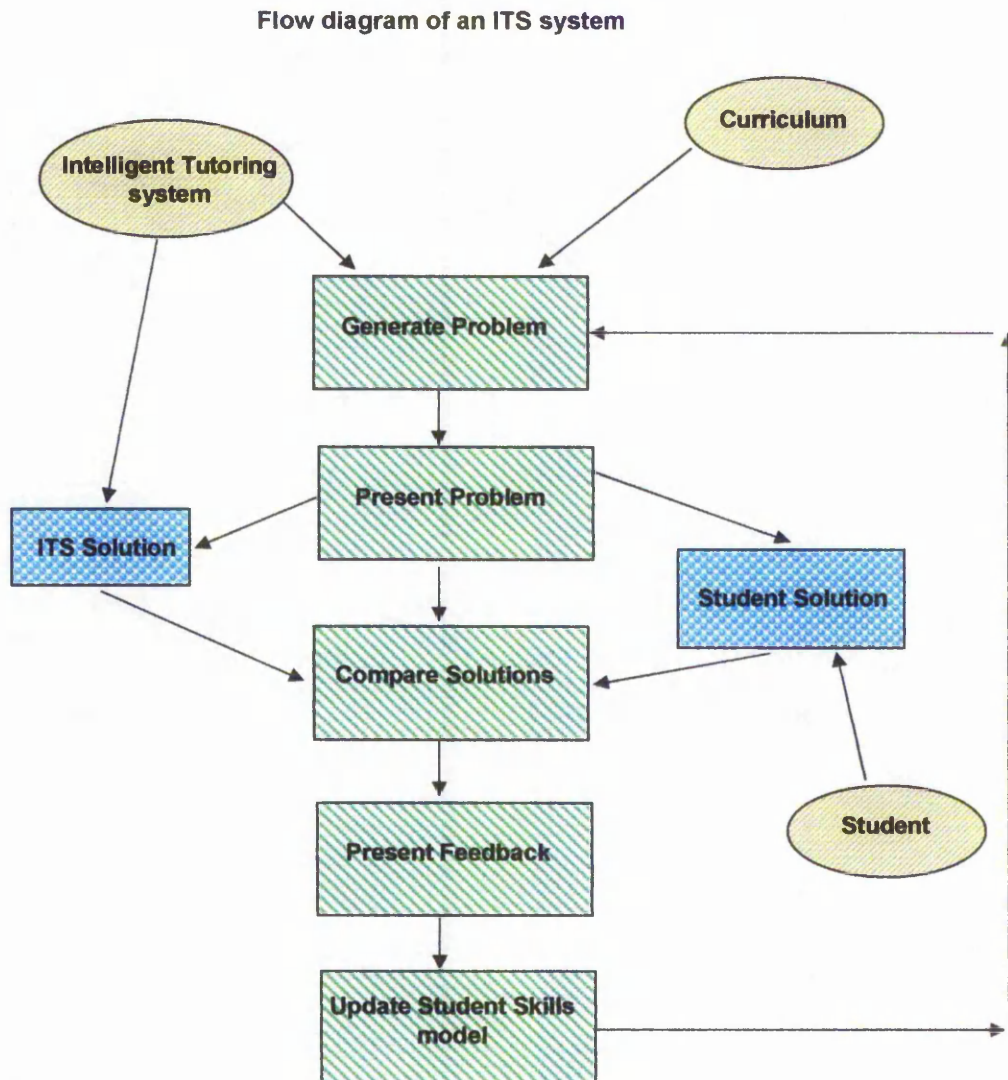 Flow diagram of an ITS system
Curriculum
Intelligent Tutoring
system
Generate Problem
Present Problem
ITS Solution
Student Solution
Compare Solutions
Student
Present Feedback
Update Student Skills
model